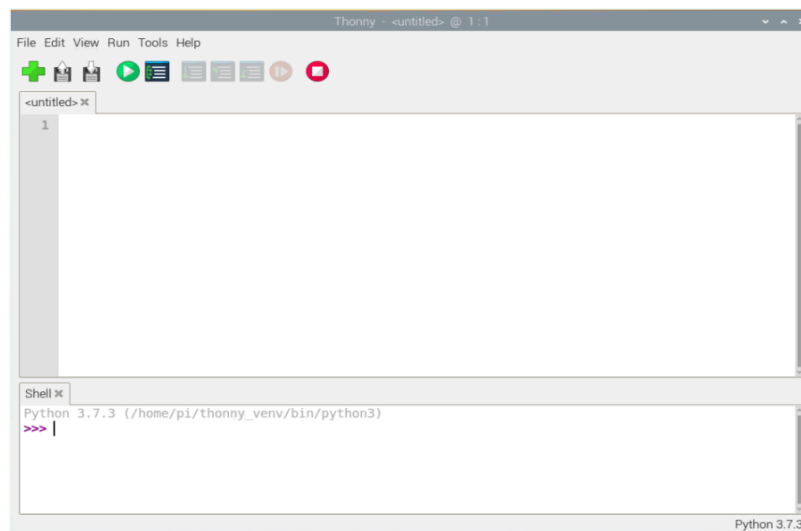 Thonny - <untitled> @ 1:1
File Edit View Run Tools Help
<untitled>
1
Shell
Python 3.7.3 (/home/pi/thonny_venv/bin/python3)
>>>
Python 3.7.3